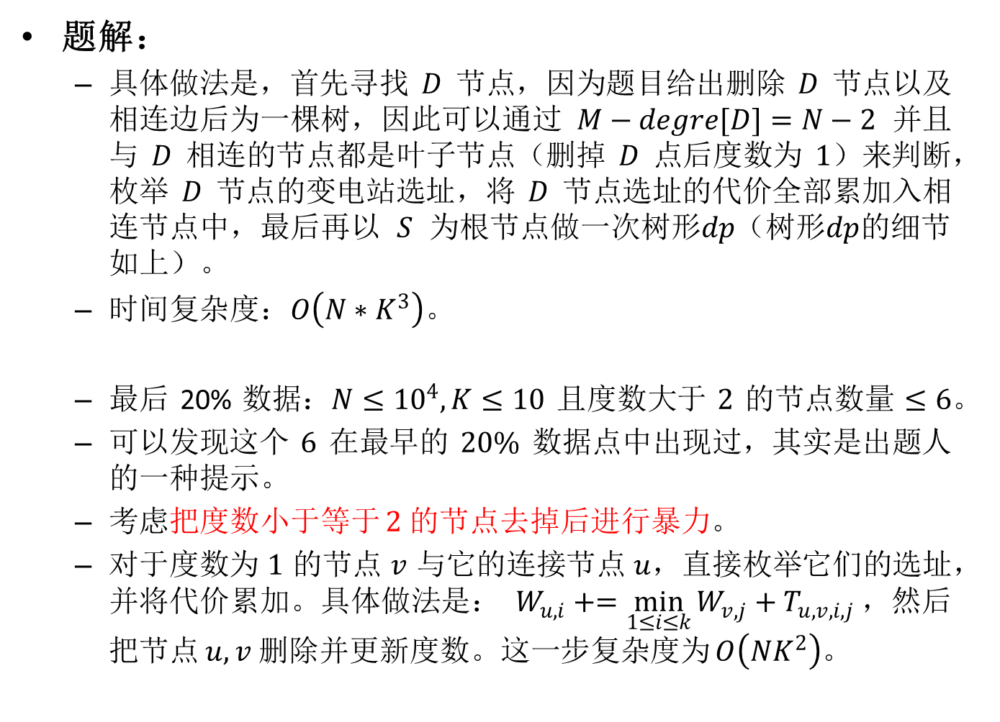 • 题解：
– 具体做法是，首先寻找 D 节点，因为题目给出删除 D 节点以及
相连边后为一棵树，因此可以通过 M − degre[D] = N − 2 并且
与 D 相连的节点都是叶子节点（删掉 D 点后度数为 1）来判断，
枚举 D 节点的变电站选址，将 D 节点选址的代价全部累加入相
连节点中，最后再以 S 为根节点做一次树形dp（树形dp的细节
如上）。
– 时间复杂度：O(N ∗ K³)。
– 最后 20% 数据：N ≤ 10⁴, K ≤ 10 且度数大于 2 的节点数量 ≤ 6。
– 可以发现这个 6 在最早的 20% 数据点中出现过，其实是出题人
的一种提示。
– 考虑把度数小于等于 2 的节点去掉后进行暴力。
– 对于度数为 1 的节点 v 与它的连接节点 u，直接枚举它们的选址，
并将代价累加。具体做法是： W_{u,i} += min_{1≤i≤k} W_{v,j} + T_{u,v,i,j}，然后
把节点 u, v 删除并更新度数。这一步复杂度为 O(NK²)。